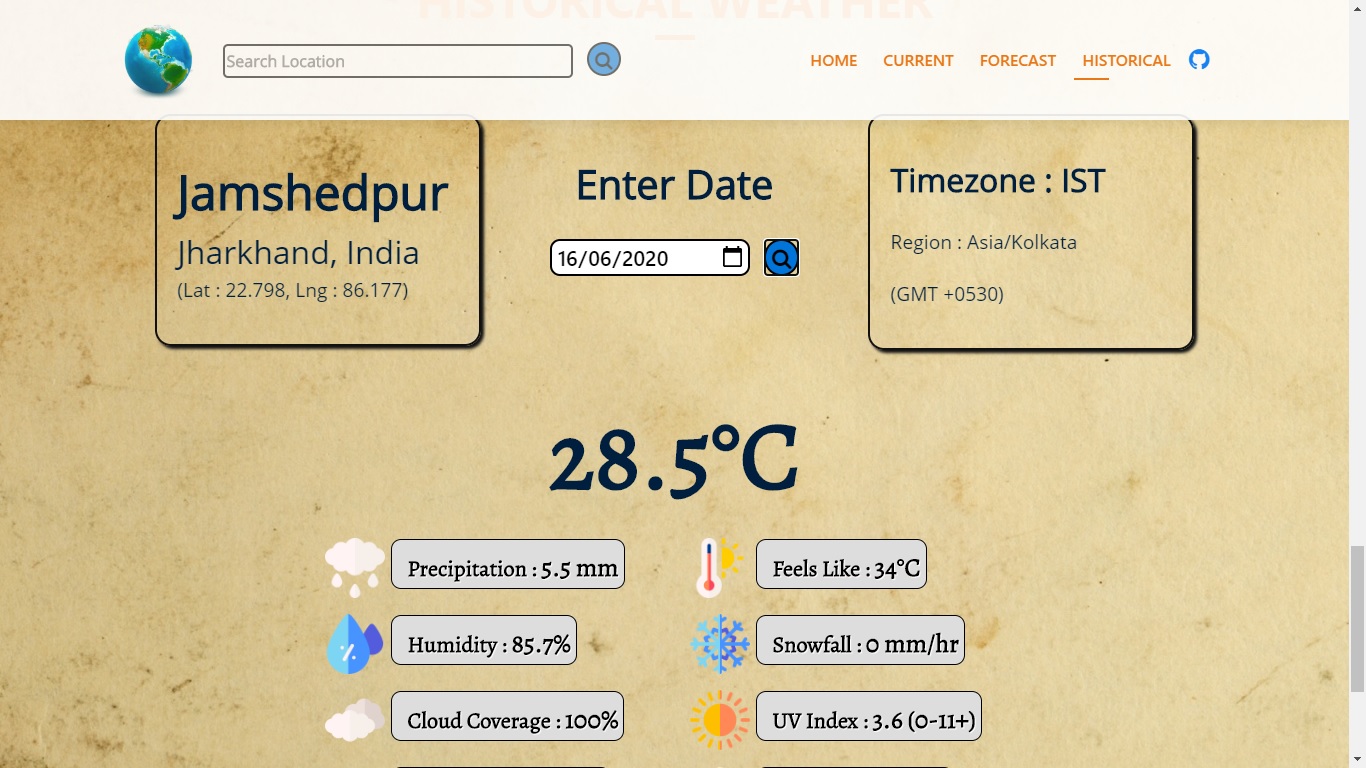 HISTORICAL WEATHER
Search Location
HOME CURRENT FORECAST HISTORICAL
Jamshedpur
Jharkhand, India
(Lat : 22.798, Lng : 86.177)
Enter Date
16/06/2020
Timezone : IST
Region : Asia/Kolkata
(GMT +0530)
28.5°C
Precipitation : 5.5 mm
Feels Like : 34°C
Humidity : 85.7%
Snowfall : 0 mm/hr
Cloud Coverage : 100%
UV Index : 3.6 (0-11+)